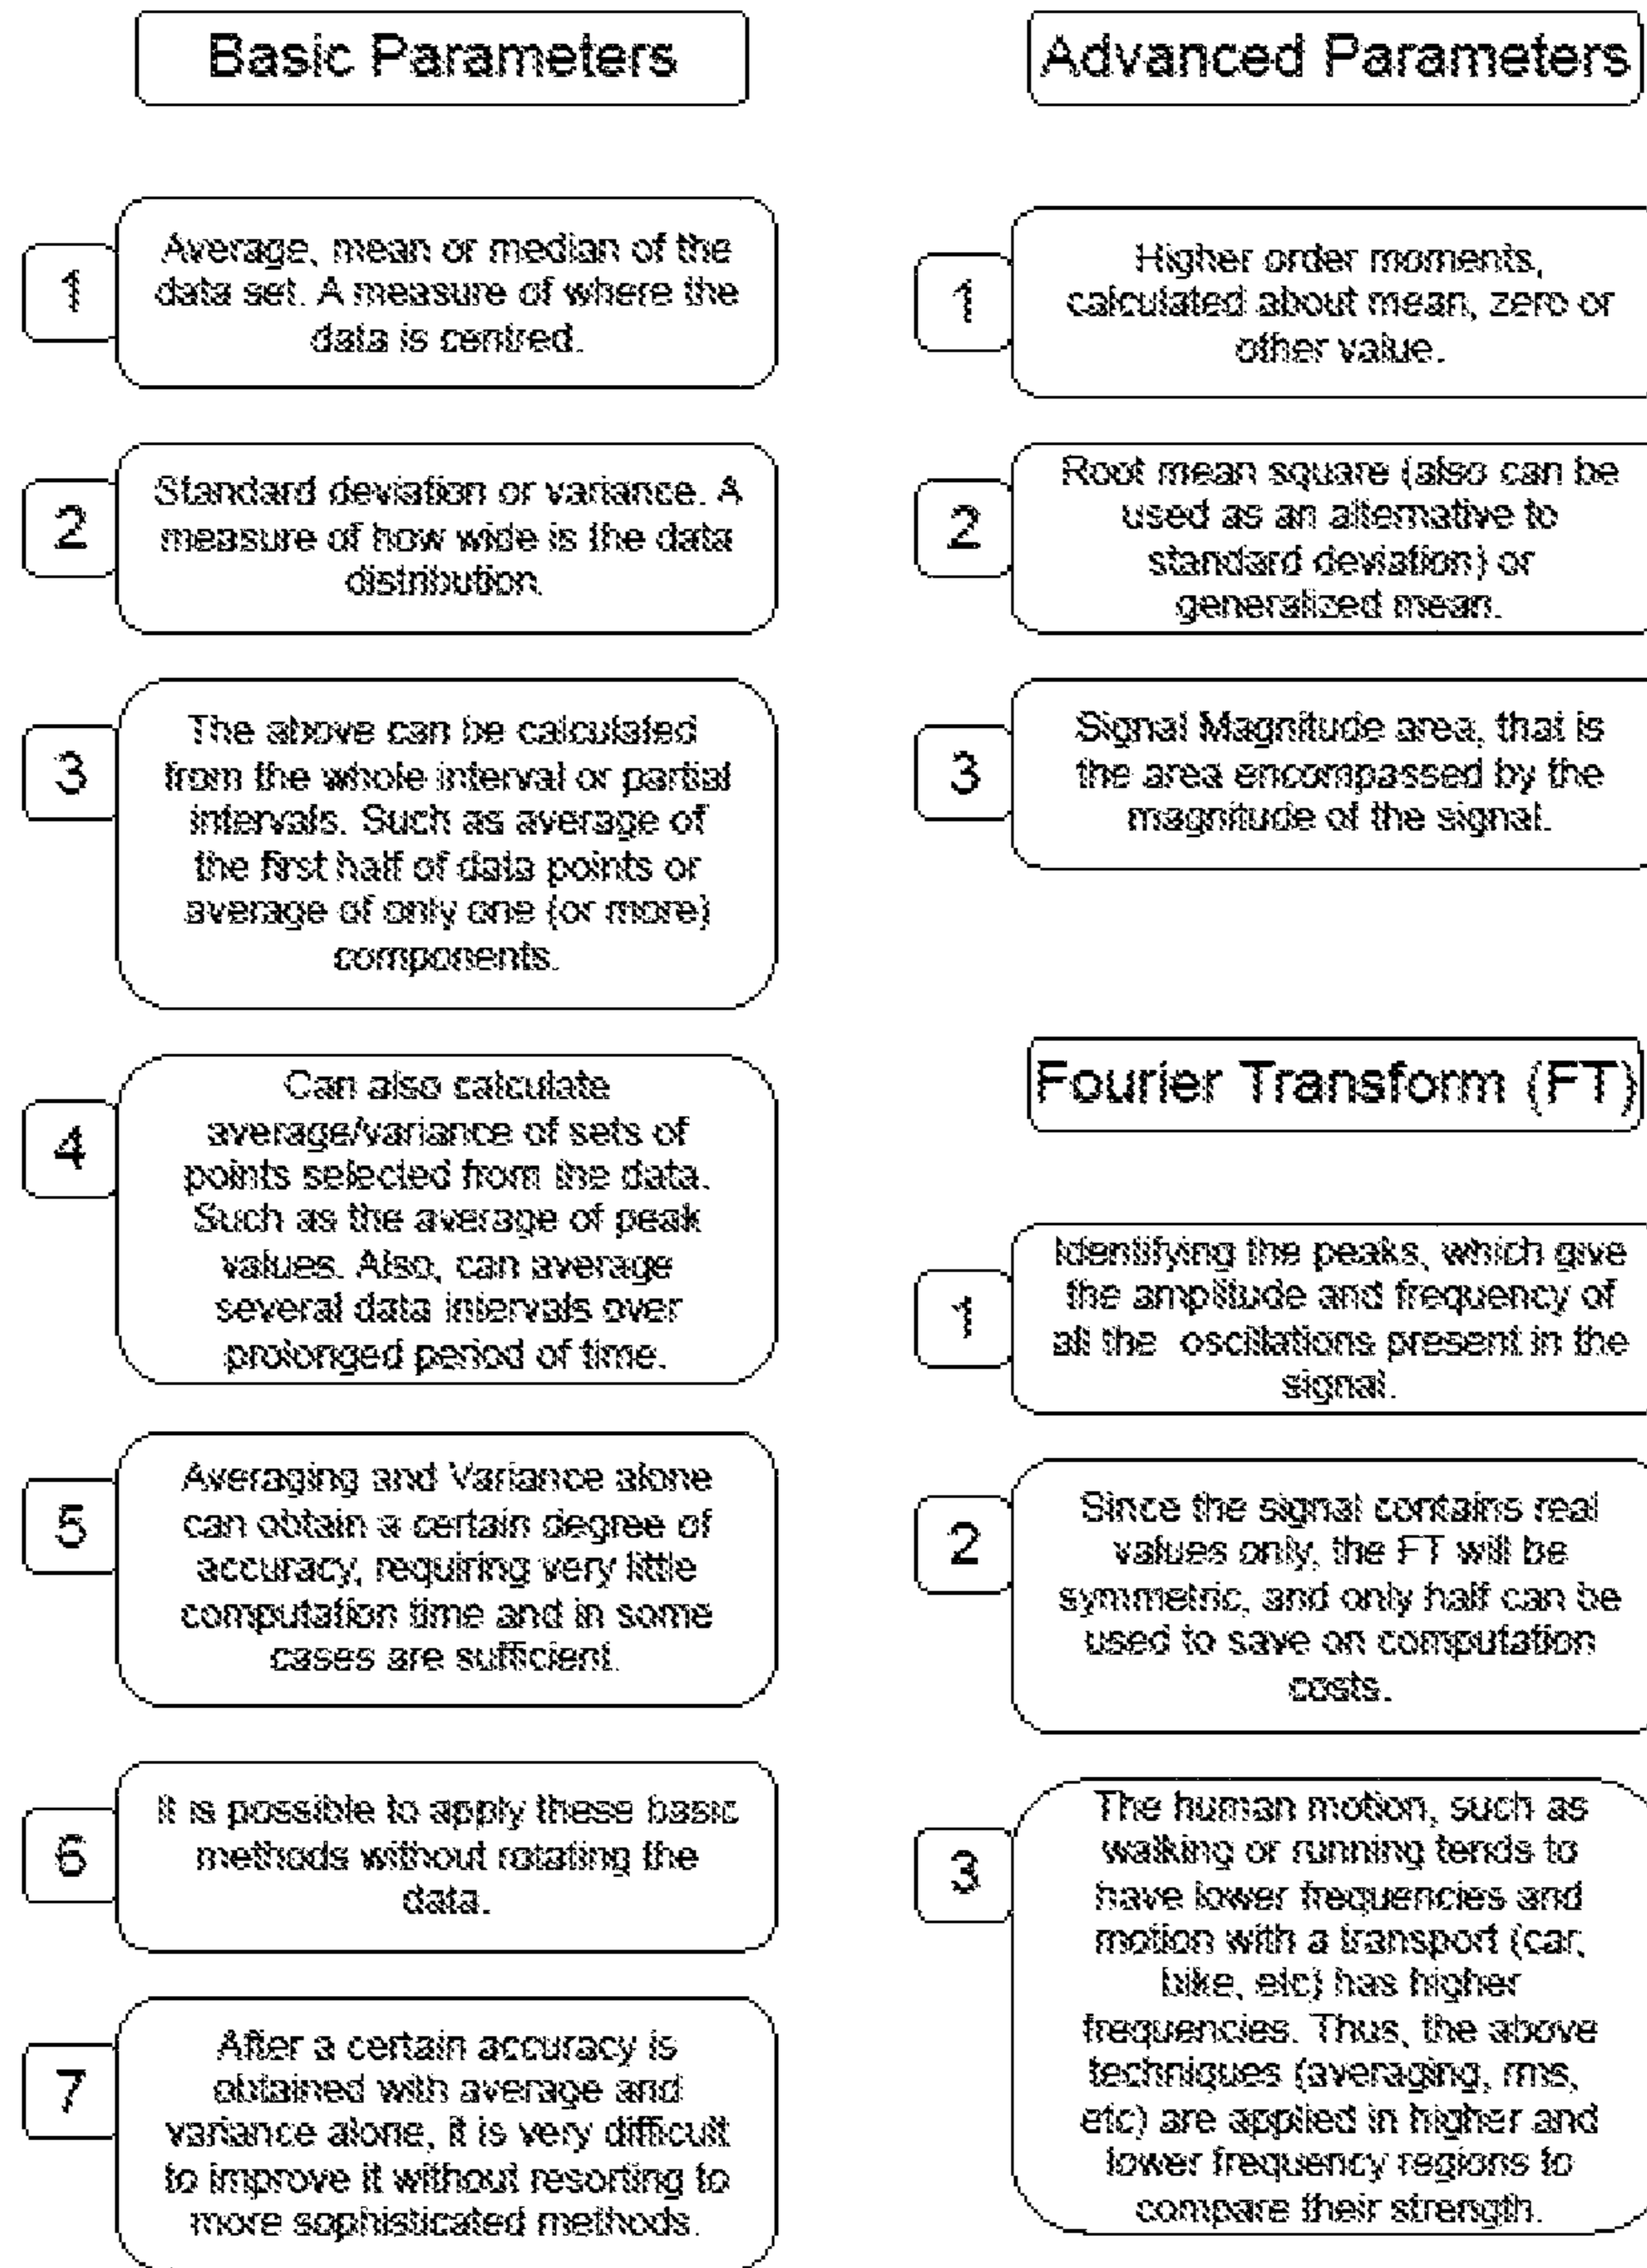 Basic Parameters
1
Average, mean or median of the
data set. A measure of where the
data is centred.
2
Standard deviation or variance. A
measure of how wide is the data
distribution.
3
The above can be calculated
from the whole interval or partial
intervals. Such as average of
the first half of data points or
average of only one (or more)
components.
4
Can also calculate
average/variance of sets of
points selected from the data.
Such as the average of peak
values. Also, can average
several data intervals over
prolonged period of time.
5
Averaging and Variance alone
can obtain a certain degree of
accuracy, requiring very little
computation time and in some
cases are sufficient.
6
It is possible to apply these basic
methods without rotating the
data.
7
After a certain accuracy is
obtained with average and
variance alone, it is very difficult
to improve it without resorting to
more sophisticated methods.
Advanced Parameters
1
Higher order moments,
calculated about mean, zero or
other value.
2
Root mean square (also can be
used as an alternative to
standard deviation) or
generalized mean.
3
Signal Magnitude area, that is
the area encompassed by the
magnitude of the signal.
Fourier Transform (FT)
1
Identifying the peaks, which give
the amplitude and frequency of
all the oscillations present in the
signal.
2
Since the signal contains real
values only, the FT will be
symmetric, and only half can be
used to save on computation
costs.
3
The human motion, such as
walking or running tends to
have lower frequencies and
motion with a transport (car,
bike, etc) has higher
frequencies. Thus, the above
techniques (averaging, rms,
etc) are applied in higher and
lower frequency regions to
compare their strength.